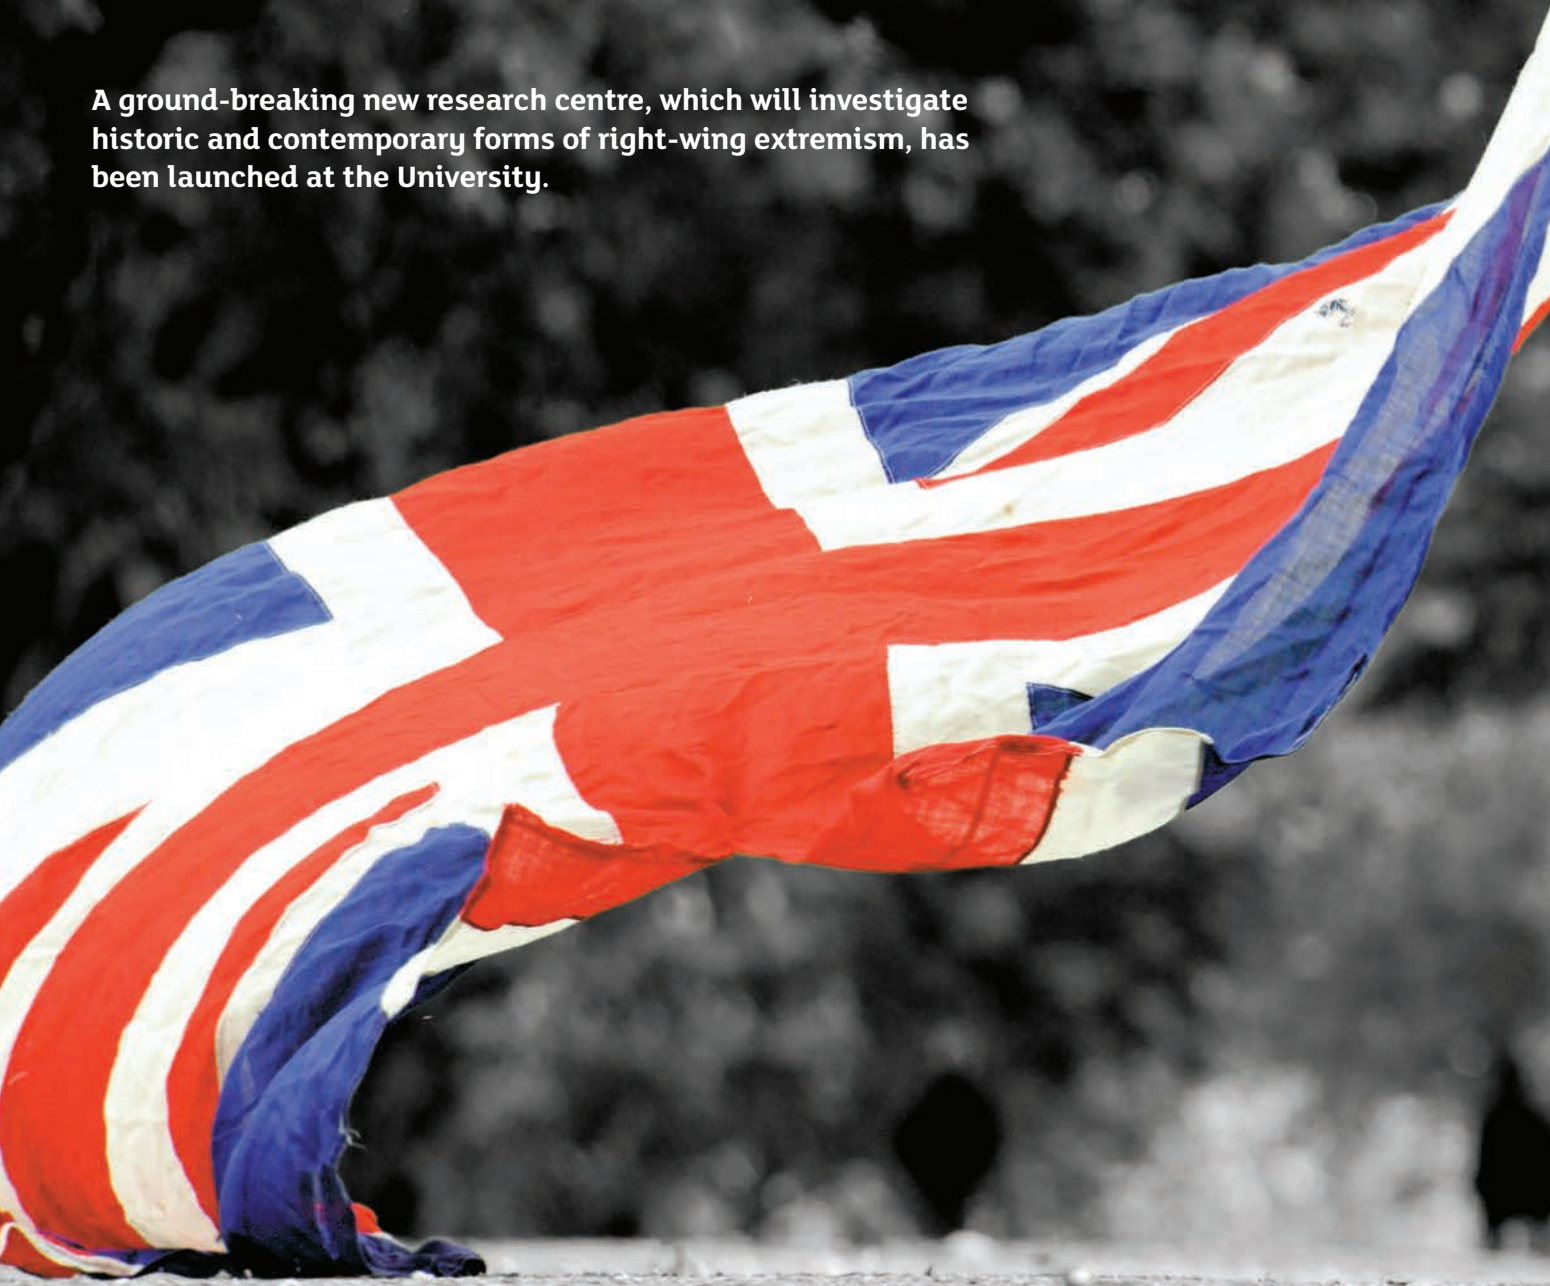 A ground-breaking new research centre, which will investigate
historic and contemporary forms of right-wing extremism, has
been launched at the University.